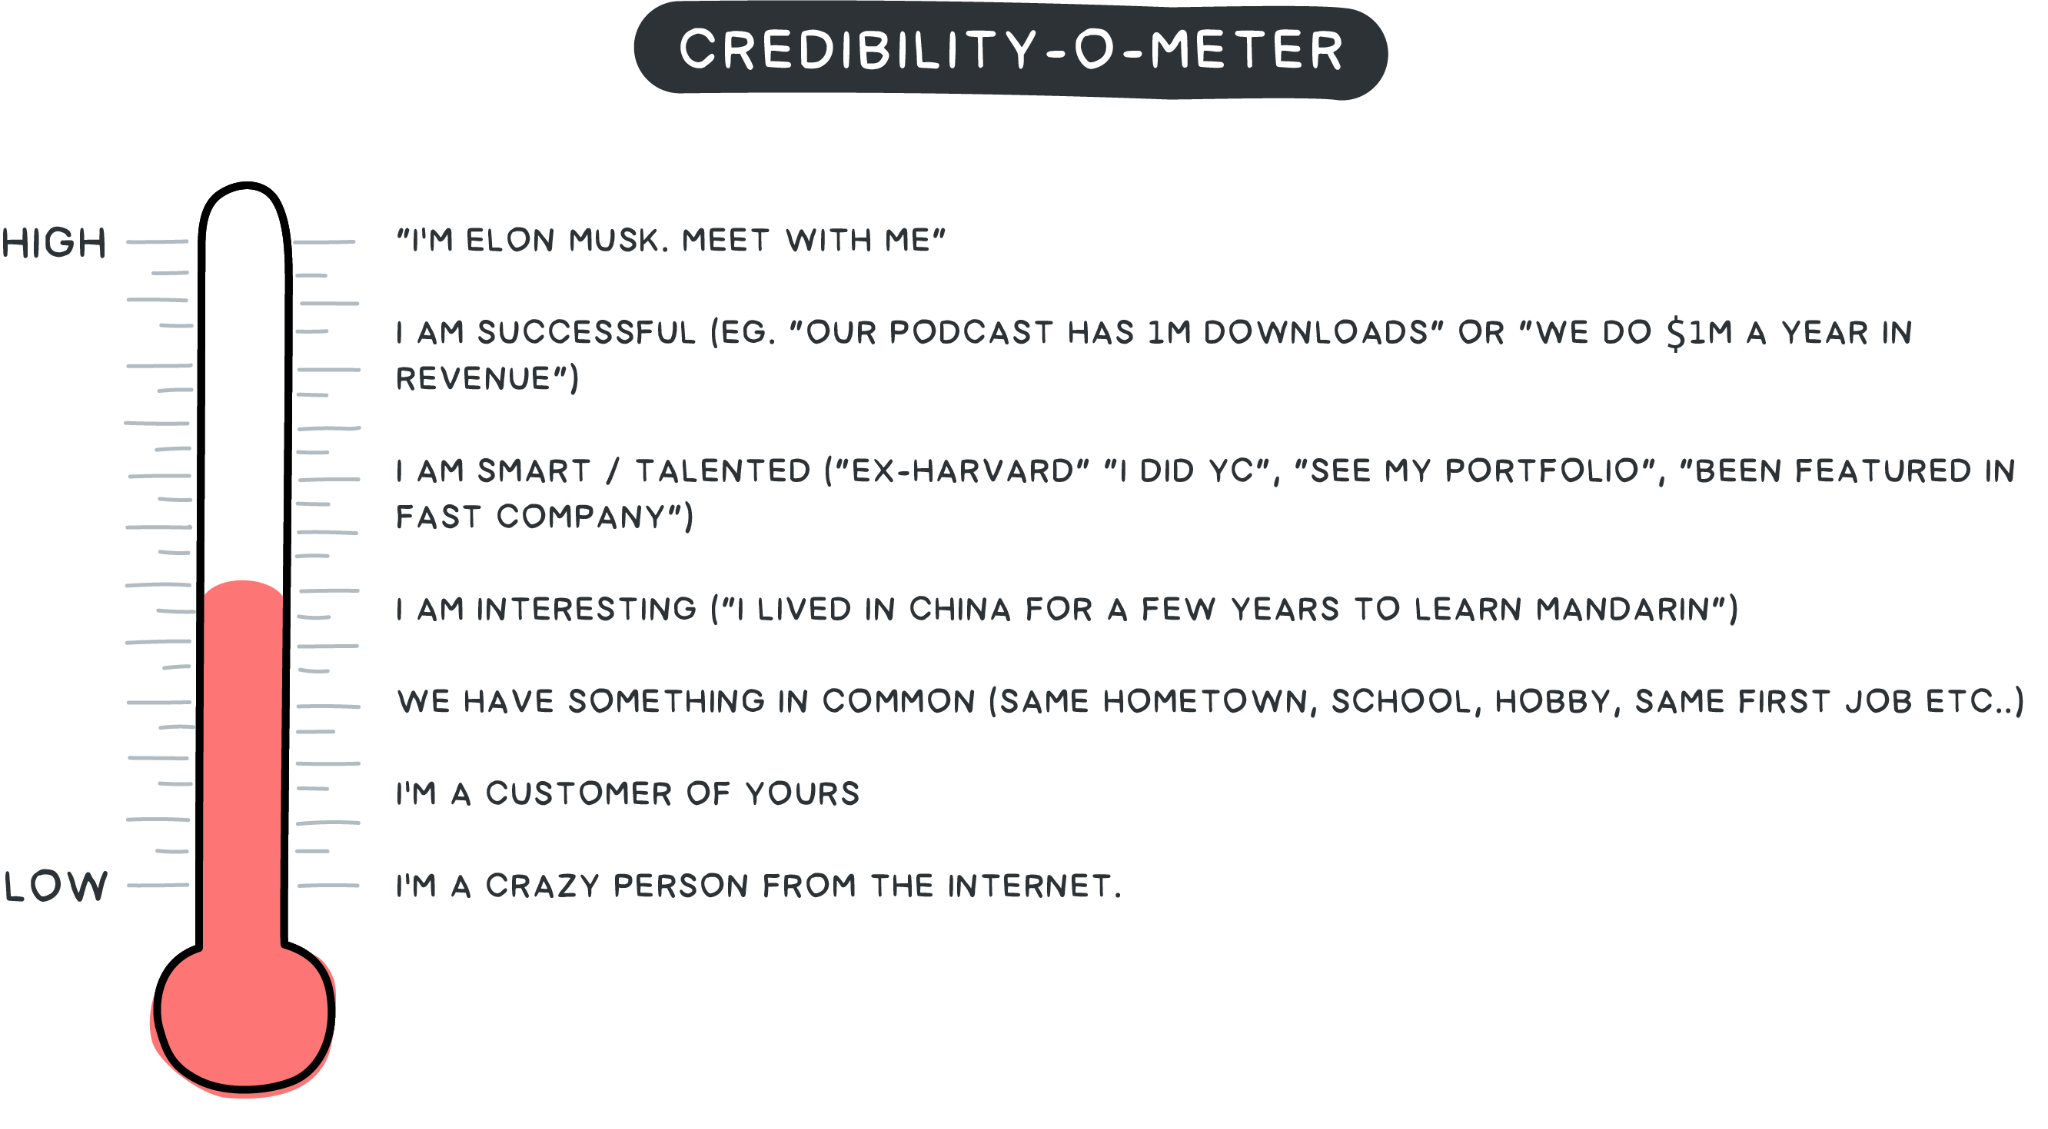 CREDIBILITY-O-METER
HIGH
"I'M ELON MUSK. MEET WITH ME"
I AM SUCCESSFUL (EG. "OUR PODCAST HAS 1M DOWNLOADS" OR "WE DO $1M A YEAR IN
REVENUE")
I AM SMART / TALENTED ("EX-HARVARD" "I DID YC", "SEE MY PORTFOLIO", "BEEN FEATURED IN
FAST COMPANY")
I AM INTERESTING ("I LIVED IN CHINA FOR A FEW YEARS TO LEARN MANDARIN")
WE HAVE SOMETHING IN COMMON (SAME HOMETOWN, SCHOOL, HOBBY, SAME FIRST JOB ETC..)
I'M A CUSTOMER OF YOURS
LOW
I'M A CRAZY PERSON FROM THE INTERNET.